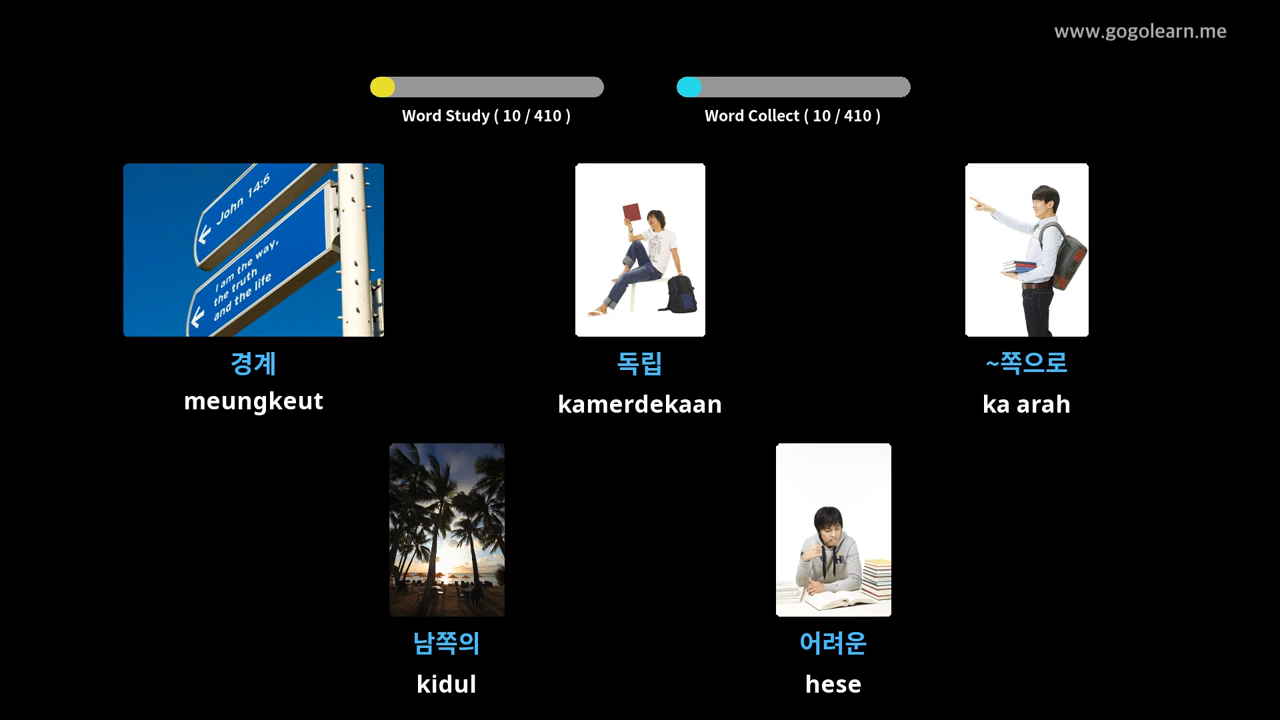 www.gogolearn.me
Word Study ( 10 / 410 )
Word Collect ( 10 / 410 )
John 14:6
I am the way,
the truth
and the life
경계
meungkeut
독립
kamerdekaan
~쪽으로
ka arah
남쪽의
kidul
어려운
hese